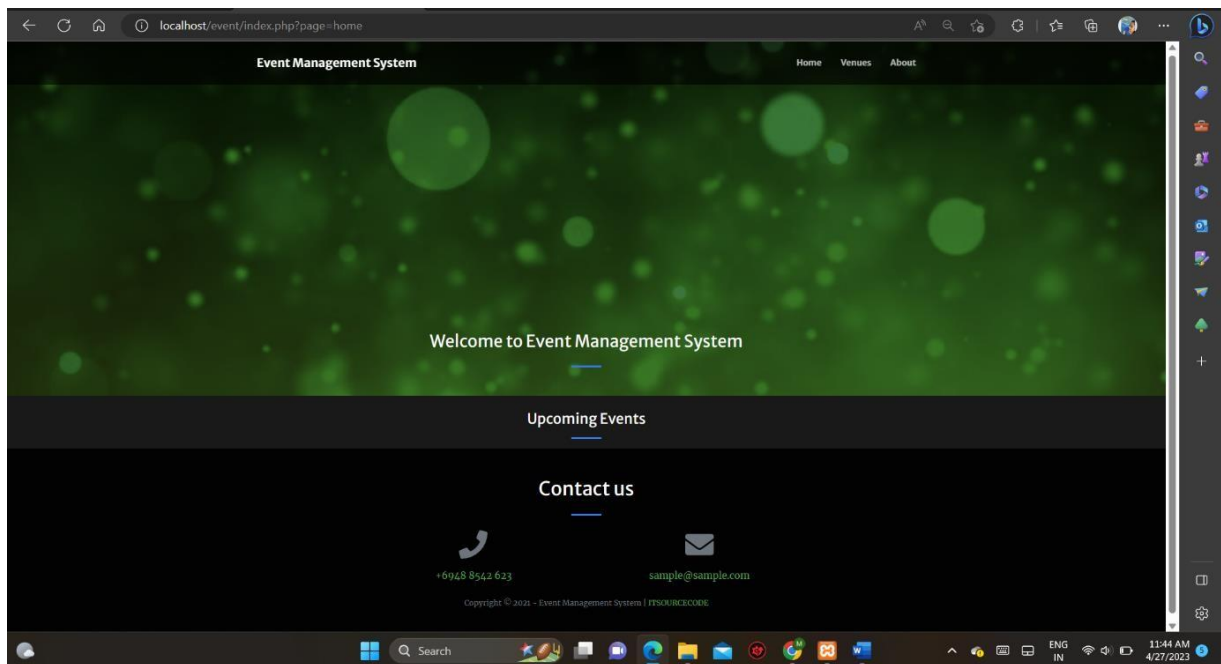 localhost/event/index.php?page=home
Event Management System
Home Venues About
Welcome to Event Management System
Upcoming Events
Contact us
+6948 8542 623
sample@sample.com
Copyright © 2021 - Event Management System | ITSOURCECODE
Search
ENG
IN
11:44 AM
4/27/2023